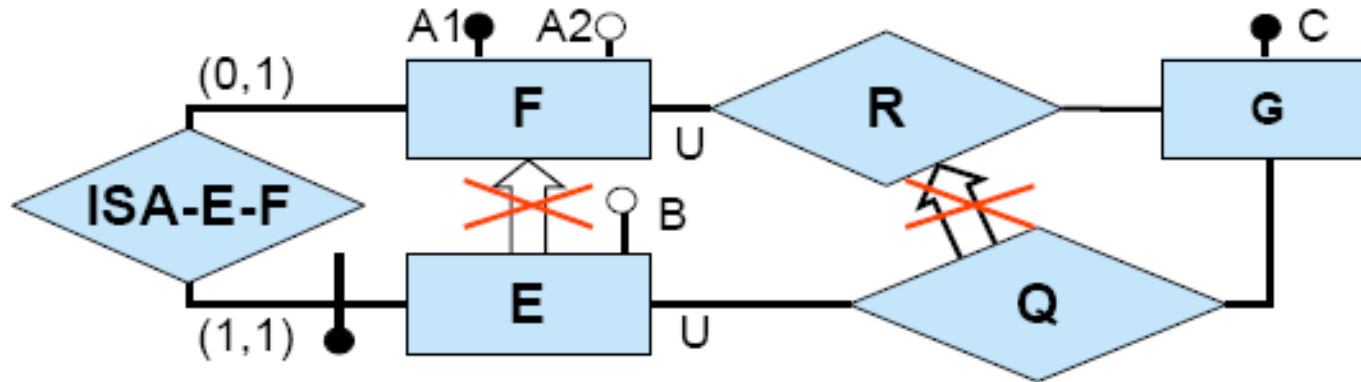 A1 A2 C
(0,1)
F R G
U
ISA-E-F
B
E Q
(1,1) U